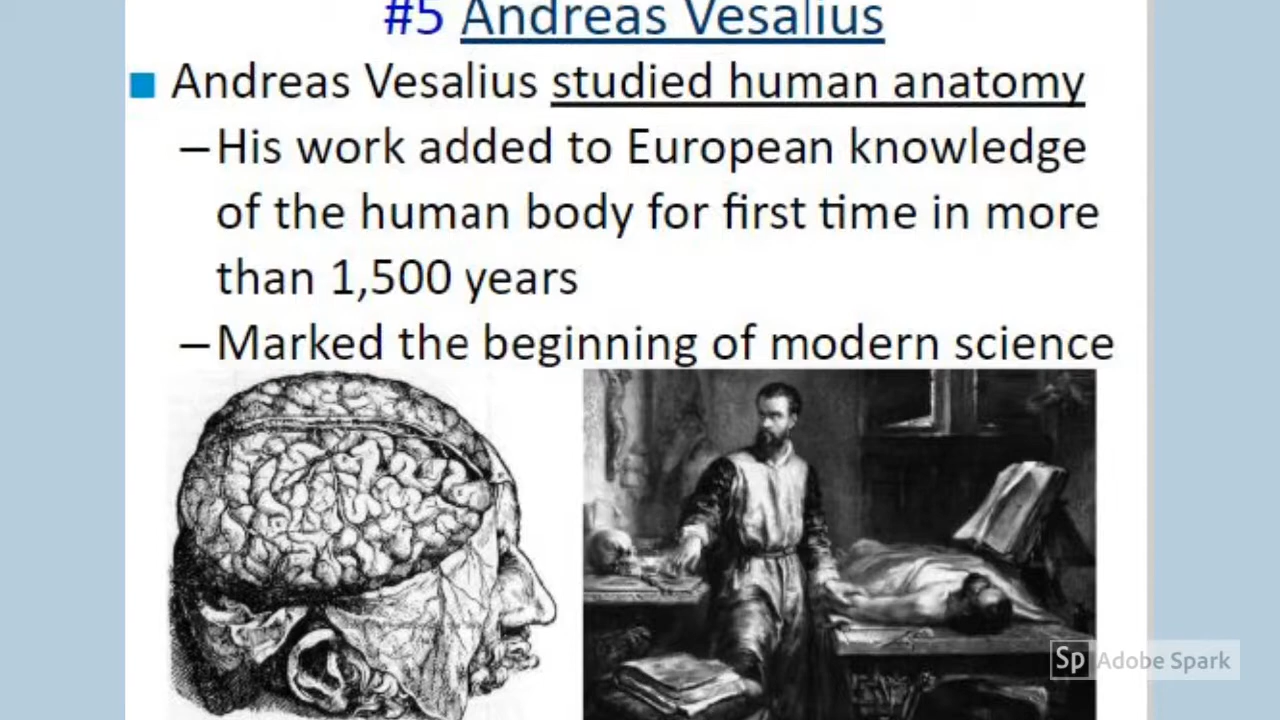 #5 Andreas Vesalius
Andreas Vesalius studied human anatomy
–His work added to European knowledge
of the human body for first time in more
than 1,500 years
–Marked the beginning of modern science
Sp Adobe Spark